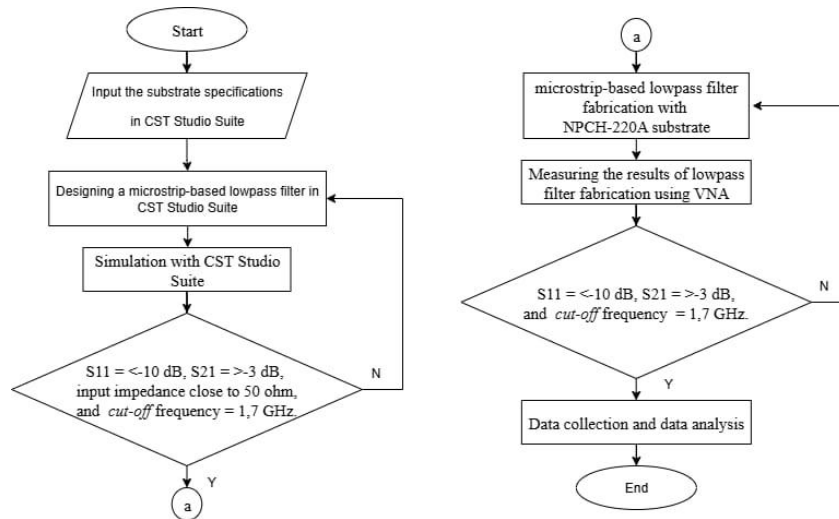 Start
Input the substrate specifications
in CST Studio Suite
Designing a microstrip-based lowpass filter in
CST Studio Suite
Simulation with CST Studio
Suite
S11 = <-10 dB, S21 = >-3 dB,
input impedance close to 50 ohm,
and cut-off frequency = 1,7 GHz.
N
Y
a
a
microstrip-based lowpass filter
fabrication with
NPCH-220A substrate
Measuring the results of lowpass
filter fabrication using VNA
S11 = <-10 dB, S21 = >-3 dB,
and cut-off frequency = 1,7 GHz.
N
Y
Data collection and data analysis
End